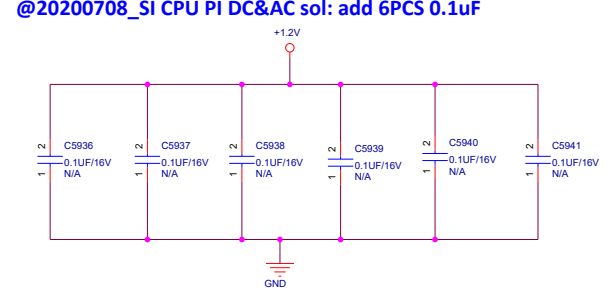 @20200708_SI CPU PI DC&AC sol: add 6PCS 0.1uF
+1.2V
2
C5936
0.1UF/16V
1
N/A
2
C5937
0.1UF/16V
1
N/A
2
C5938
0.1UF/16V
1
N/A
2
C5939
0.1UF/16V
1
N/A
2
C5940
0.1UF/16V
1
N/A
2
C5941
0.1UF/16V
1
N/A
GND